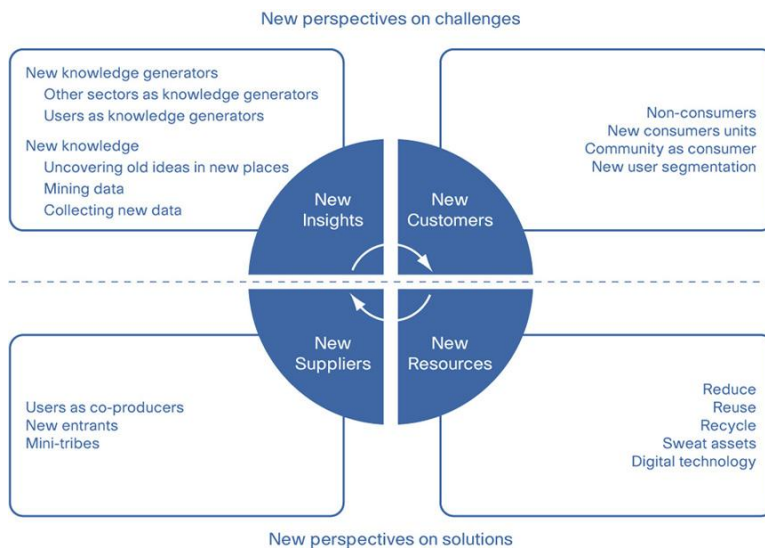 New perspectives on challenges
New knowledge generators
Other sectors as knowledge generators
Users as knowledge generators
New knowledge
Uncovering old ideas in new places
Mining data
Collecting new data
Non-consumers
New consumers units
Community as consumer
New user segmentation
New
Insights
New
Customers
New
Suppliers
New
Resources
Users as co-producers
New entrants
Mini-tribes
Reduce
Reuse
Recycle
Sweat assets
Digital technology
New perspectives on solutions